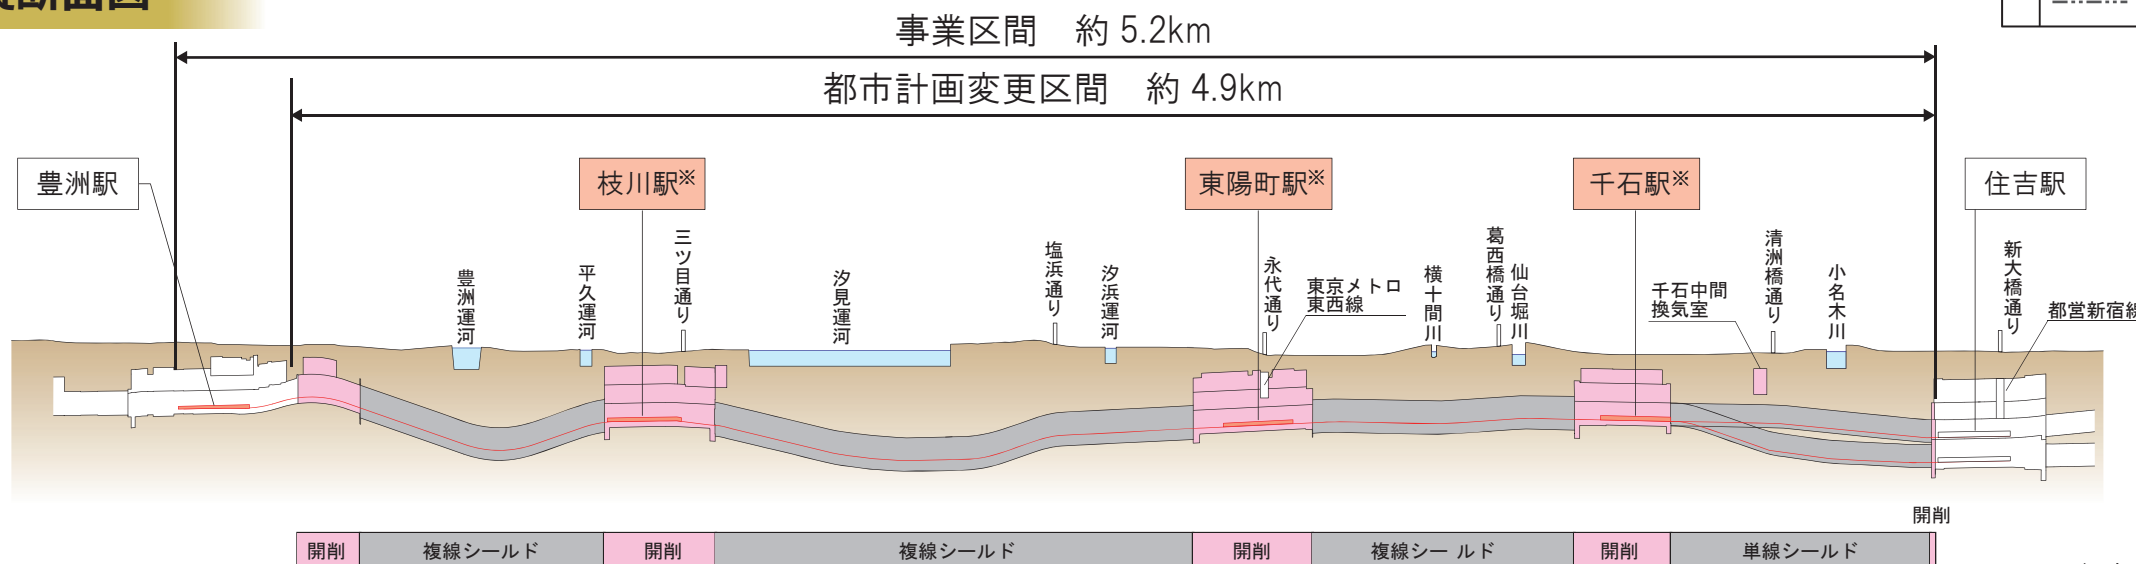 断面図
事業区間　約 5.2km
都市計画変更区間　約 4.9km
豊洲駅
枝川駅※
東陽町駅※
千石駅※
住吉駅
豊洲運河
平久運河
三ツ目通り
汐見運河
塩浜通り
汐浜運河
永代通り
東京メトロ
東西線
横十間川
葛西橋通り
仙台堀川
千石中間
換気室
清洲橋通り
小名木川
新大橋通り
都営新宿線
開削
開削
複線シールド
開削
複線シールド
開削
複線シー ルド
開削
単線シールド